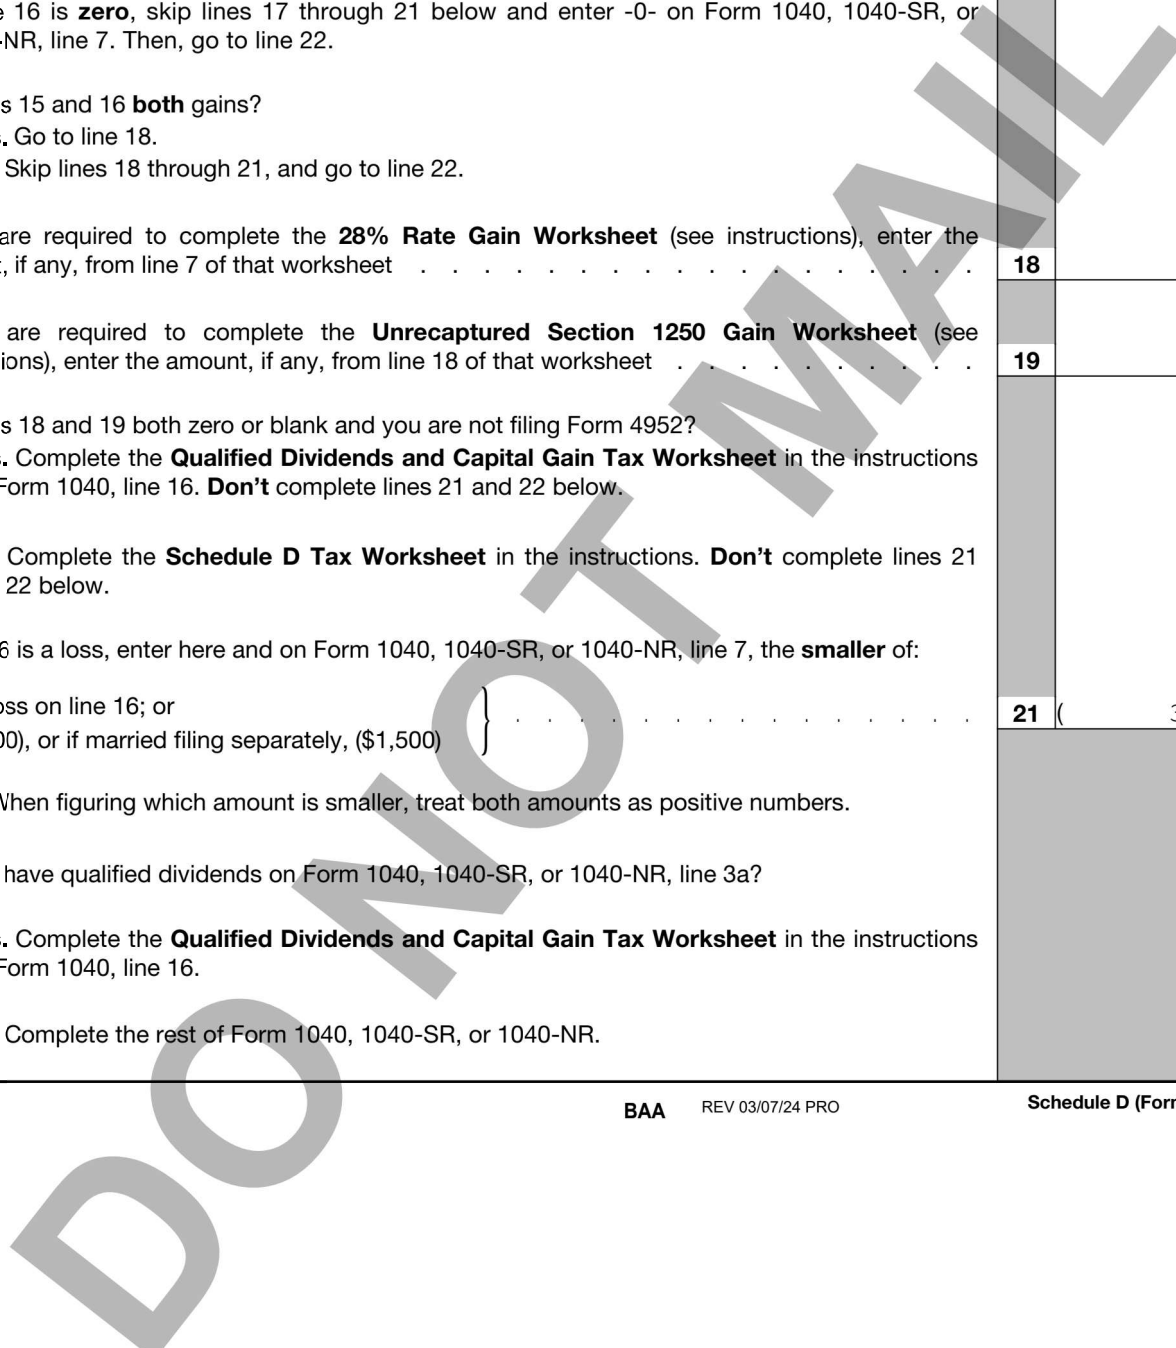 e 16 is zero, skip lines 17 through 21 below and enter -0- on Form 1040, 1040-SR, or
-NR, line 7. Then, go to line 22.
s 15 and 16 both gains?
s. Go to line 18.
Skip lines 18 through 21, and go to line 22.
are required to complete the 28% Rate Gain Worksheet (see instructions), enter the
t, if any, from line 7 of that worksheet . . . . . . . . . . . . . . . . . . 18
are required to complete the Unrecaptured Section 1250 Gain Worksheet (see
ions), enter the amount, if any, from line 18 of that worksheet . . . . . . . . . . 19
s 18 and 19 both zero or blank and you are not filing Form 4952?
s. Complete the Qualified Dividends and Capital Gain Tax Worksheet in the instructions
Form 1040, line 16. Don't complete lines 21 and 22 below.
Complete the Schedule D Tax Worksheet in the instructions. Don't complete lines 21
22 below.
6 is a loss, enter here and on Form 1040, 1040-SR, or 1040-NR, line 7, the smaller of:
oss on line 16; or
00), or if married filing separately, ($1,500) } . . . . . . . . . . . . . . . 21 ( 3
When figuring which amount is smaller, treat both amounts as positive numbers.
have qualified dividends on Form 1040, 1040-SR, or 1040-NR, line 3a?
s. Complete the Qualified Dividends and Capital Gain Tax Worksheet in the instructions
Form 1040, line 16.
Complete the rest of Form 1040, 1040-SR, or 1040-NR.
BAA REV 03/07/24 PRO Schedule D (Forr
DO NOT MAIL